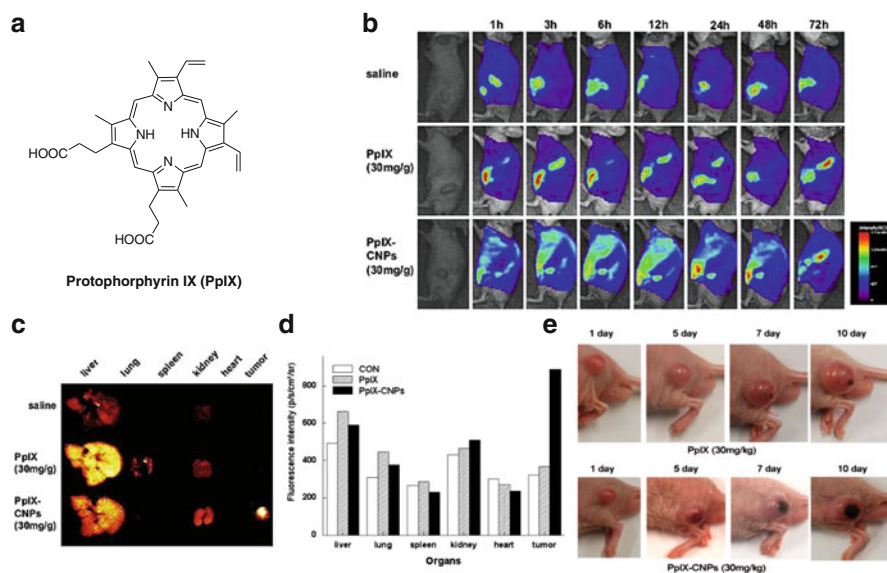 a
HOOC
HOOC
NH
N
HN
N
Protophorphyrin IX (PpIX)
b
1h 3h 6h 12h 24h 48h 72h
saline
PpIX
(30mg/g)
PpIX-
CNPs
(30mg/g)
c
liver lung spleen kidney heart tumor
saline
PpIX
(30mg/g)
PpIX-
CNPs
(30mg/g)
d
CON
PpIX
PpIX-CNPs
Fluorescence intensity (p/s/cm²/sr)
800
600
400
200
0
liver lung spleen kidney heart tumor
Organs
e
1 day 5 day 7 day 10 day
PpIX (30mg/kg)
1 day 5 day 7 day 10 day
PpIX-CNPs (30mg/kg)